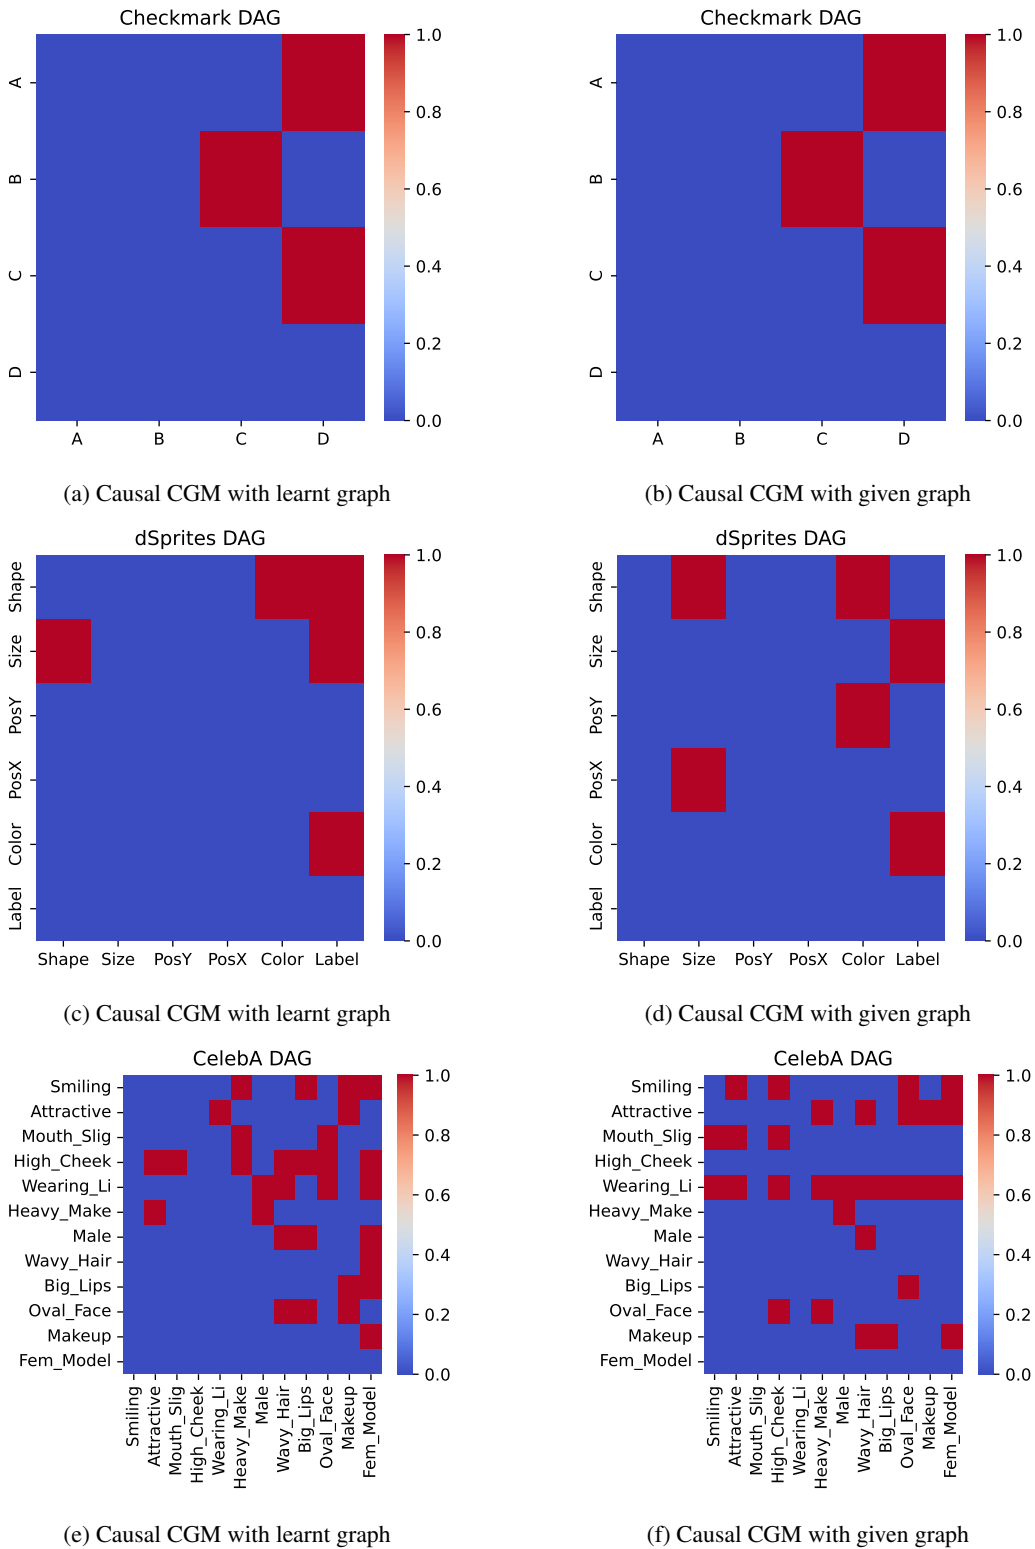 Checkmark DAG
A
B
C
D
A B C D
1.0
0.8
0.6
0.4
0.2
0.0
(a) Causal CGM with learnt graph
Checkmark DAG
A
B
C
D
A B C D
1.0
0.8
0.6
0.4
0.2
0.0
(b) Causal CGM with given graph
dSprites DAG
Shape
Size
PosY
PosX
Color
Label
Shape Size PosY PosX Color Label
1.0
0.8
0.6
0.4
0.2
0.0
(c) Causal CGM with learnt graph
dSprites DAG
Shape
Size
PosY
PosX
Color
Label
Shape Size PosY PosX Color Label
1.0
0.8
0.6
0.4
0.2
0.0
(d) Causal CGM with given graph
CelebA DAG
Smiling
Attractive
Mouth_Slig
High_Cheek
Wearing_Li
Heavy_Make
Male
Wavy_Hair
Big_Lips
Oval_Face
Makeup
Fem_Model
Smiling
Attractive
Mouth_Slig
High_Cheek
Wearing_Li
Heavy_Make
Male
Wavy_Hair
Big_Lips
Oval_Face
Makeup
Fem_Model
1.0
0.8
0.6
0.4
0.2
0.0
(e) Causal CGM with learnt graph
CelebA DAG
Smiling
Attractive
Mouth_Slig
High_Cheek
Wearing_Li
Heavy_Make
Male
Wavy_Hair
Big_Lips
Oval_Face
Makeup
Fem_Model
Smiling
Attractive
Mouth_Slig
High_Cheek
Wearing_Li
Heavy_Make
Male
Wavy_Hair
Big_Lips
Oval_Face
Makeup
Fem_Model
1.0
0.8
0.6
0.4
0.2
0.0
(f) Causal CGM with given graph